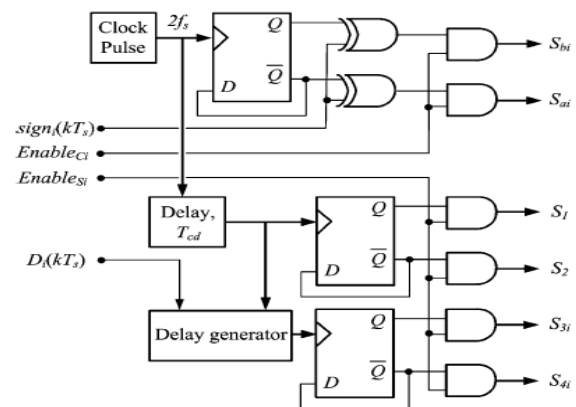 Clock
Pulse
2fs
Q
Q
D
Sbi
Sai
signi(kTs)
EnableCi
EnableSi
Delay,
Tcd
Di(kTs)
Delay generator
Q
Q
D
Q
Q
D
S1
S2
S3i
S4i